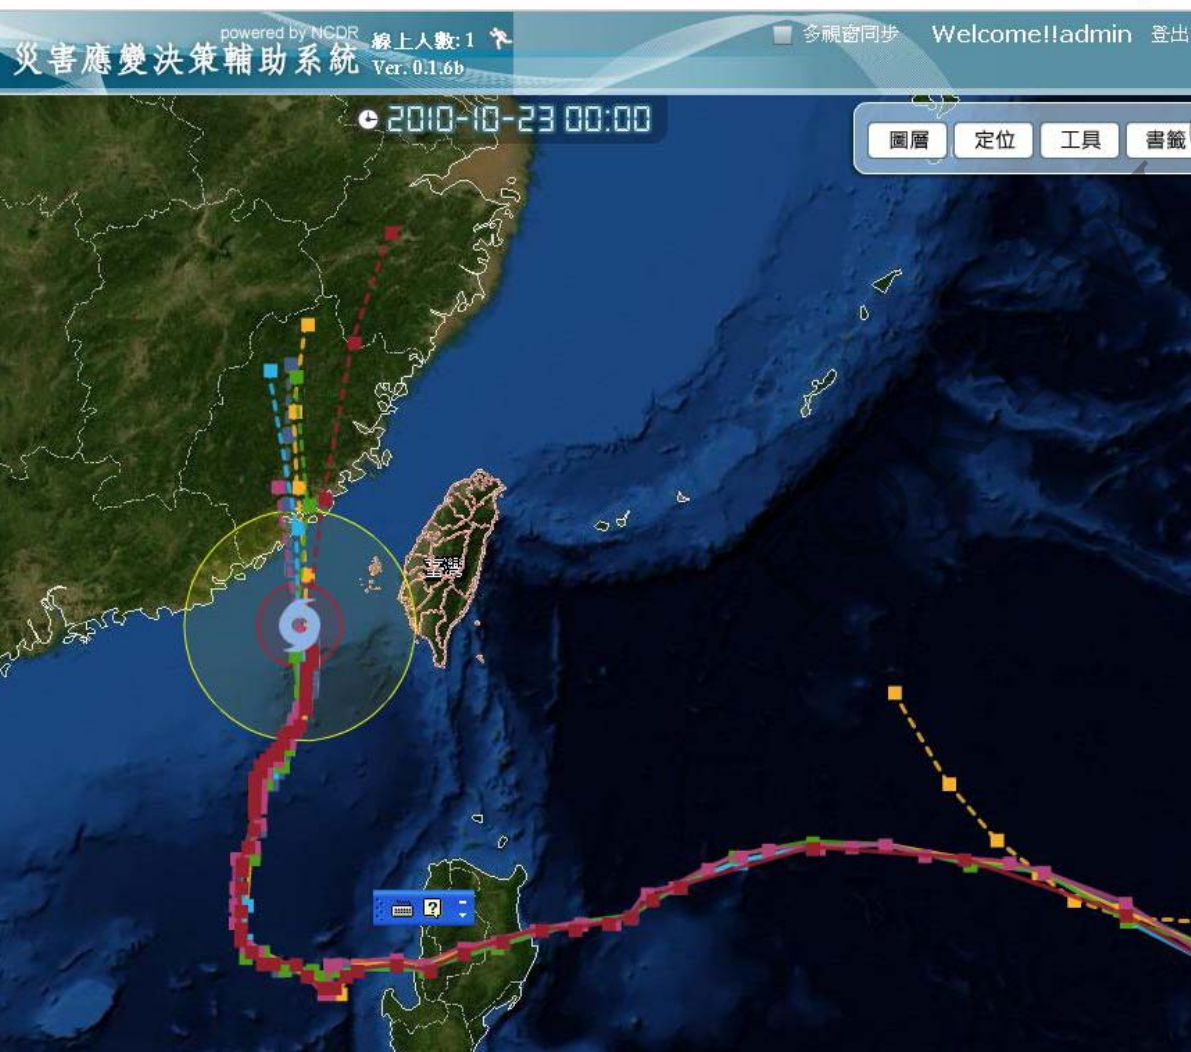 powered by NCDR
災害應變決策輔助系統
線上人數: 1
Ver. 0.1.6b
多視窗同步
Welcome!!admin
登出
2010-10-23 00:00
圖層
定位
工具
書籤
臺灣